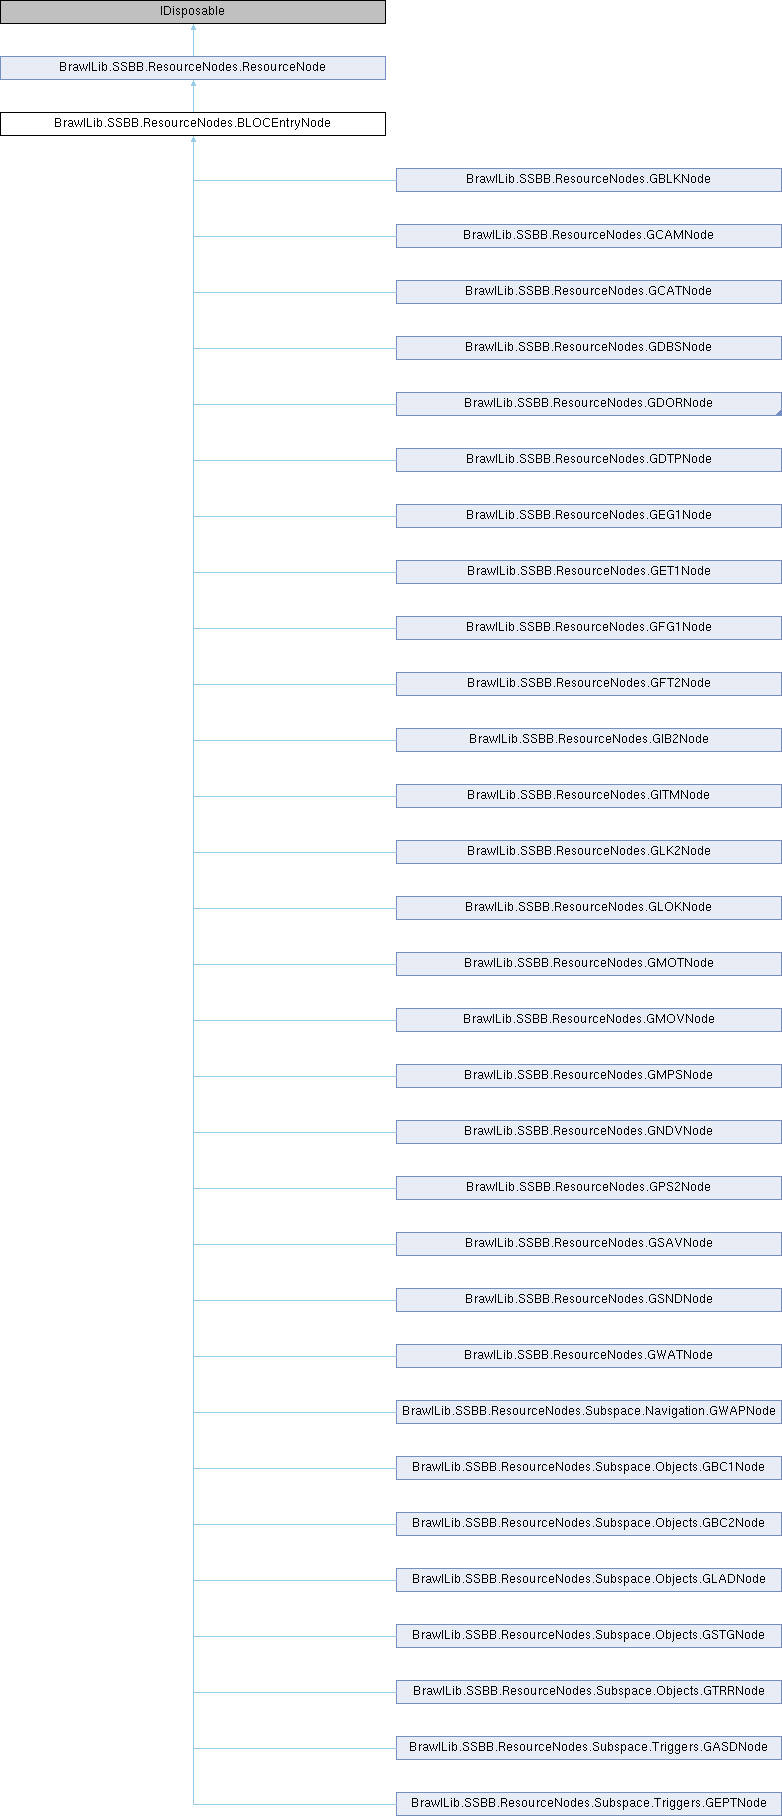 IDisposable
BrawlLib.SSBB.ResourceNodes.ResourceNode
BrawlLib.SSBB.ResourceNodes.BLOCEntryNode
BrawlLib.SSBB.ResourceNodes.GBLKNode
BrawlLib.SSBB.ResourceNodes.GCAMNode
BrawlLib.SSBB.ResourceNodes.GCATNode
BrawlLib.SSBB.ResourceNodes.GDBSNode
BrawlLib.SSBB.ResourceNodes.GDORNode
BrawlLib.SSBB.ResourceNodes.GDTPNode
BrawlLib.SSBB.ResourceNodes.GEG1Node
BrawlLib.SSBB.ResourceNodes.GET1Node
BrawlLib.SSBB.ResourceNodes.GFG1Node
BrawlLib.SSBB.ResourceNodes.GFT2Node
BrawlLib.SSBB.ResourceNodes.GIB2Node
BrawlLib.SSBB.ResourceNodes.GITMNode
BrawlLib.SSBB.ResourceNodes.GLK2Node
BrawlLib.SSBB.ResourceNodes.GLOKNode
BrawlLib.SSBB.ResourceNodes.GMOTNode
BrawlLib.SSBB.ResourceNodes.GMOVNode
BrawlLib.SSBB.ResourceNodes.GMPSNode
BrawlLib.SSBB.ResourceNodes.GNDVNode
BrawlLib.SSBB.ResourceNodes.GPS2Node
BrawlLib.SSBB.ResourceNodes.GSAVNode
BrawlLib.SSBB.ResourceNodes.GSNDNode
BrawlLib.SSBB.ResourceNodes.GWATNode
BrawlLib.SSBB.ResourceNodes.Subspace.Navigation.GWAPNode
BrawlLib.SSBB.ResourceNodes.Subspace.Objects.GBC1Node
BrawlLib.SSBB.ResourceNodes.Subspace.Objects.GBC2Node
BrawlLib.SSBB.ResourceNodes.Subspace.Objects.GLADNode
BrawlLib.SSBB.ResourceNodes.Subspace.Objects.GSTGNode
BrawlLib.SSBB.ResourceNodes.Subspace.Objects.GTRRNode
BrawlLib.SSBB.ResourceNodes.Subspace.Triggers.GASDNode
BrawlLib.SSBB.ResourceNodes.Subspace.Triggers.GEPTNode